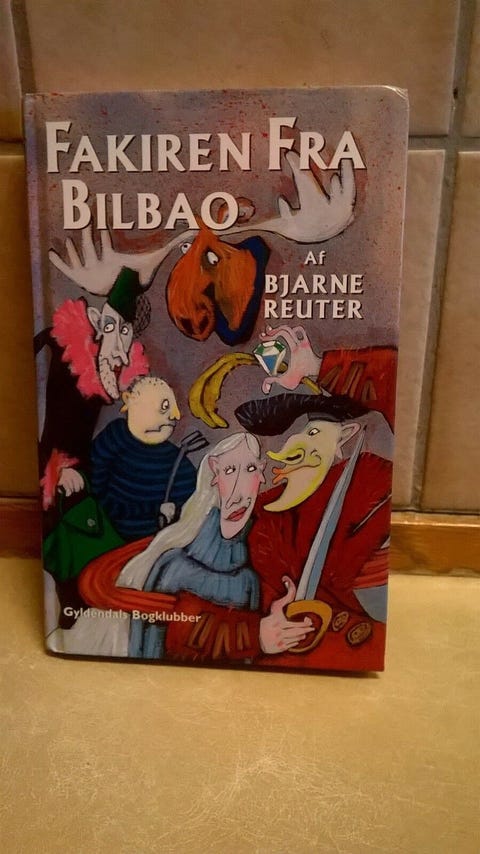 FAKIREN FRA
BILBAO
AF
BJARNE
REUTER
Gyldendals Bogklubber